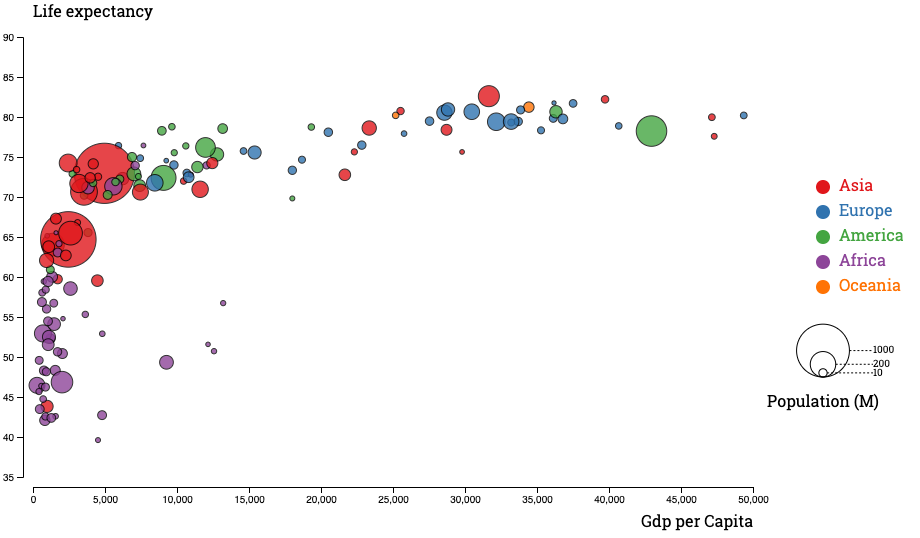 Life expectancy
90
85
80
75
70
65
60
55
50
45
40
35
0 5,000 10,000 15,000 20,000 25,000 30,000 35,000 40,000 45,000 50,000
Gdp per Capita
Asia
Europe
America
Africa
Oceania
1000
200
10
Population (M)